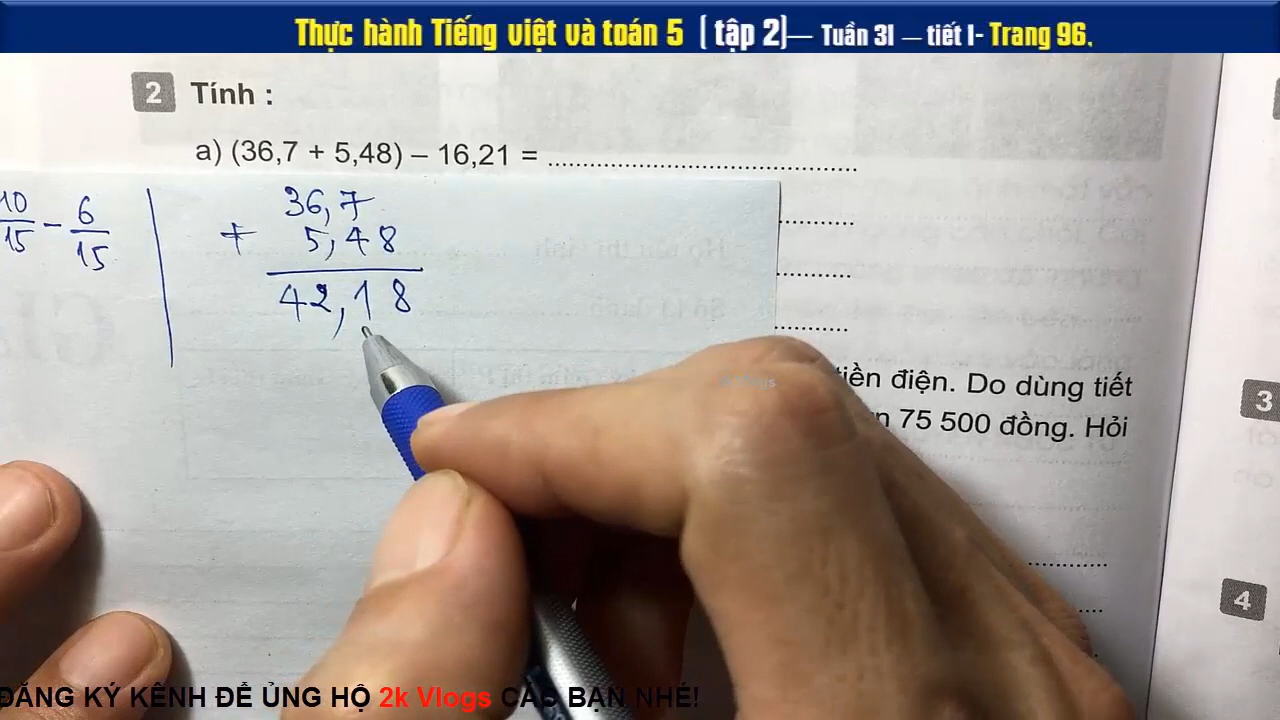 Thực hành Tiếng việt và toán 5 ( tập 2)— Tuần 31 – tiết 1- Trang 96.
2 Tính :
a) (36,7 + 5,48) – 16,21 = ............................................
10/15 - 6/15
36,7
+ 5,48
42,18
tiền điện. Do dùng tiết
75 500 đồng. Hỏi
3
4
ĐĂNG KÝ KÊNH ĐỂ ỦNG HỘ 2k Vlogs CÁC BẠN NHÉ!